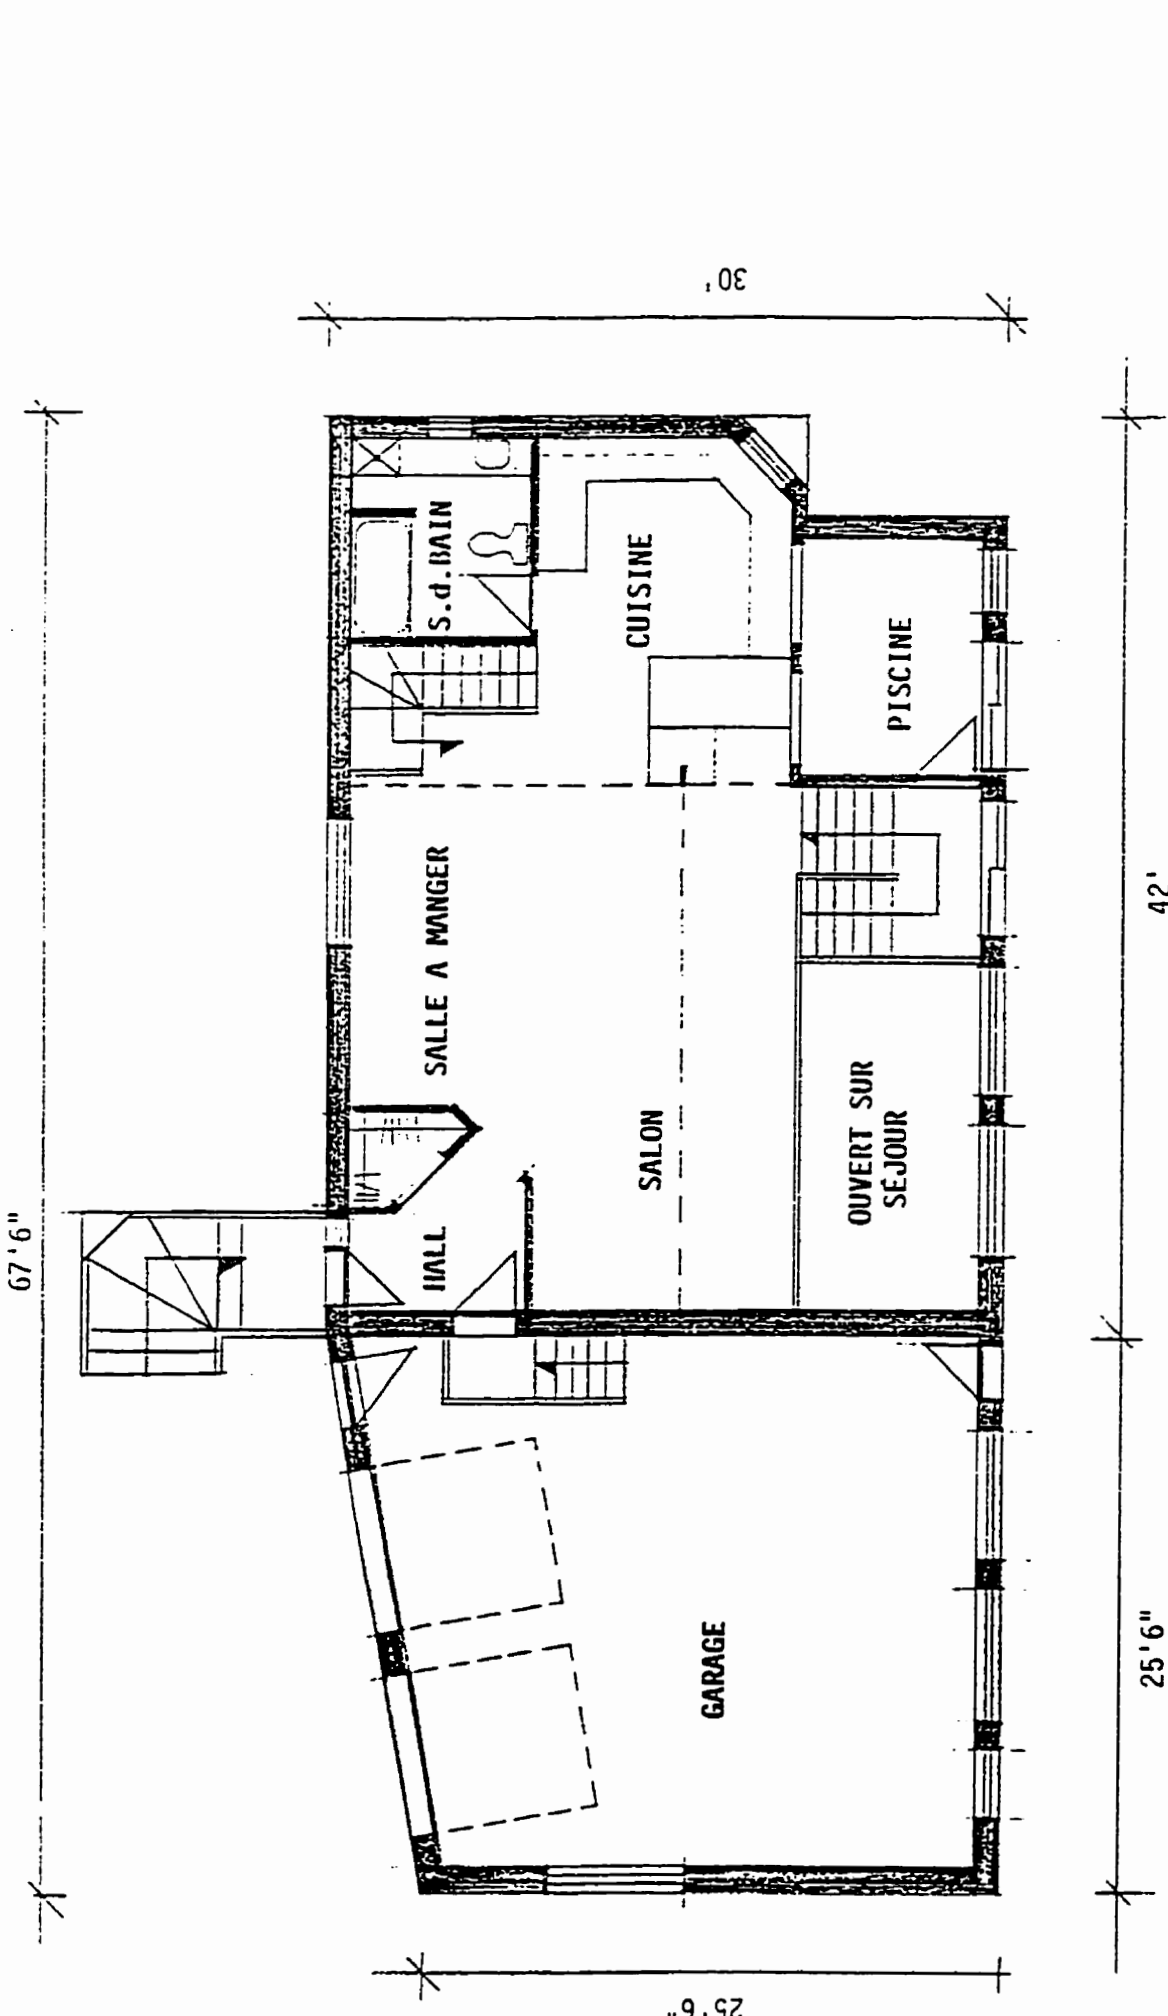 67'6"
30'
S.d.BAIN
CUISINE
PISCINE
SALLE A MANGER
SALON
OUVERT SUR
SÉJOUR
HALL
GARAGE
42'
25'6"
25'6"